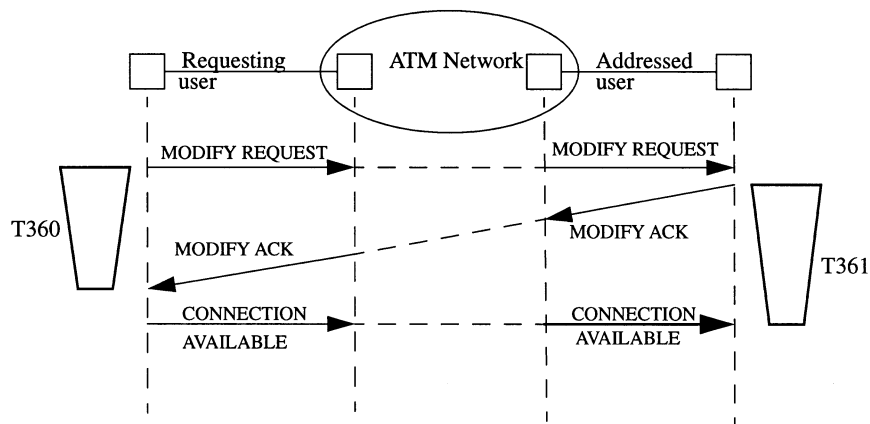 Requesting
user
ATM Network
Addressed
user
MODIFY REQUEST
MODIFY REQUEST
T360
MODIFY ACK
MODIFY ACK
T361
CONNECTION
AVAILABLE
CONNECTION
AVAILABLE